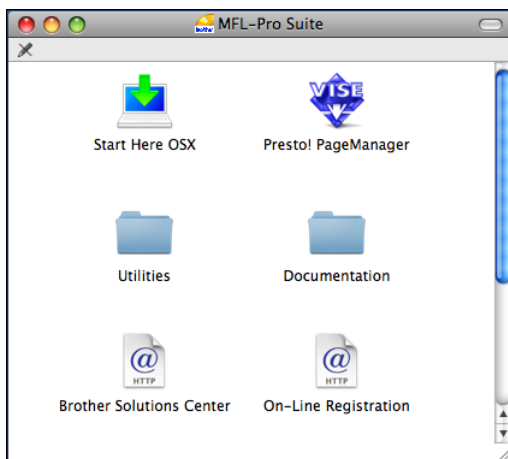 MFL-Pro Suite
Start Here OSX
Presto! PageManager
VISE
Utilities
Documentation
@
HTTP
@
HTTP
Brother Solutions Center
On-Line Registration